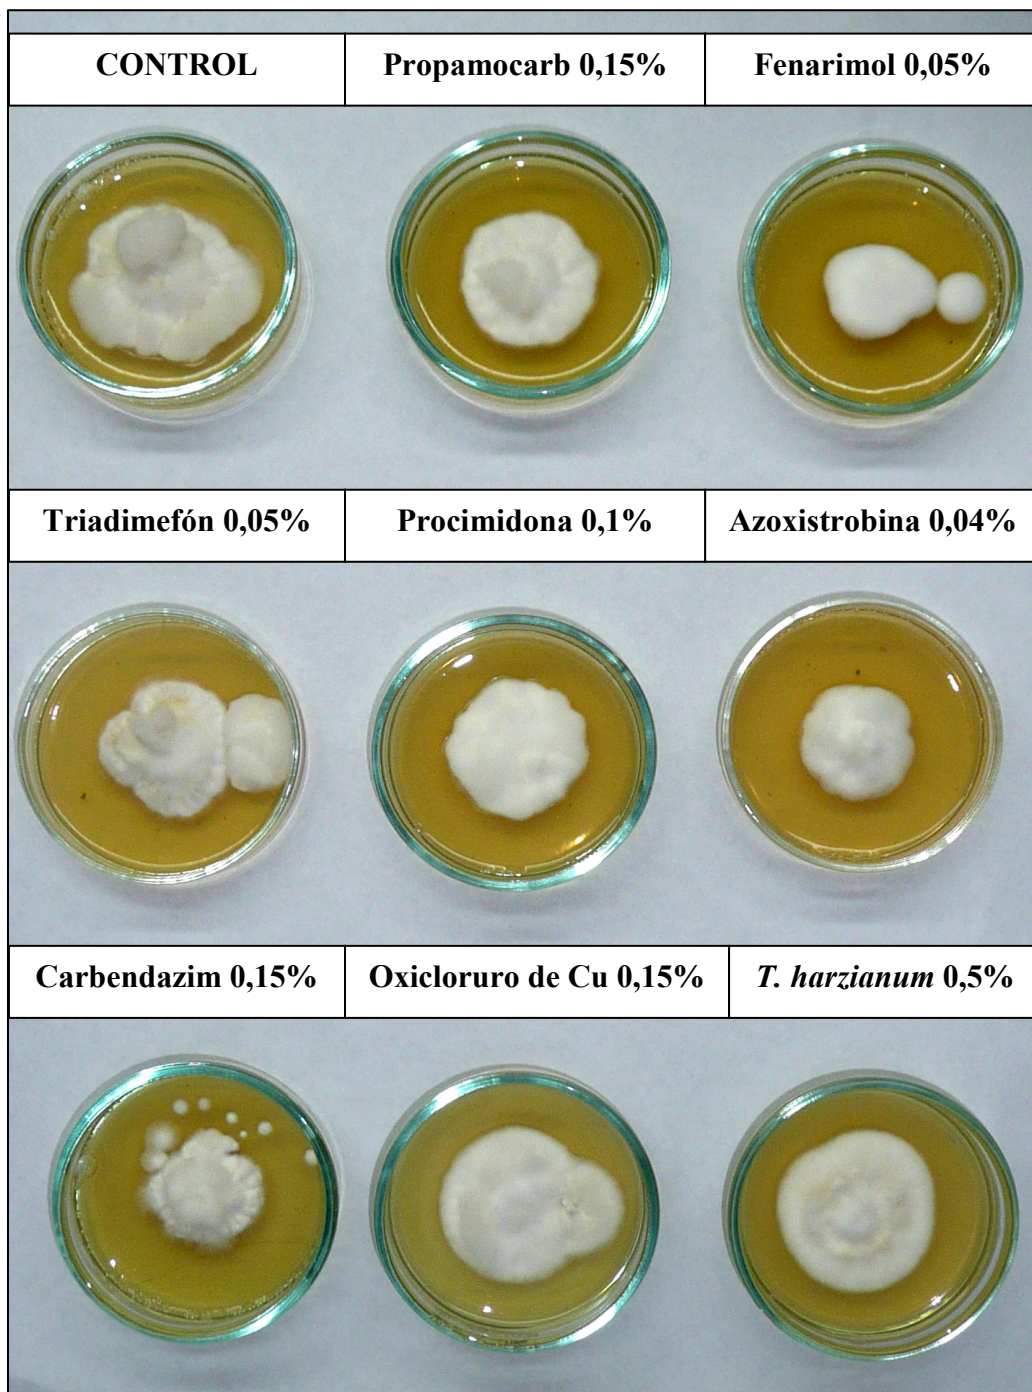 CONTROL
Propamocarb 0,15%
Fenarimol 0,05%
Triadimefón 0,05%
Procimidona 0,1%
Azoxistrobina 0,04%
Carbendazim 0,15%
Oxicloruro de Cu 0,15%
T. harzianum 0,5%